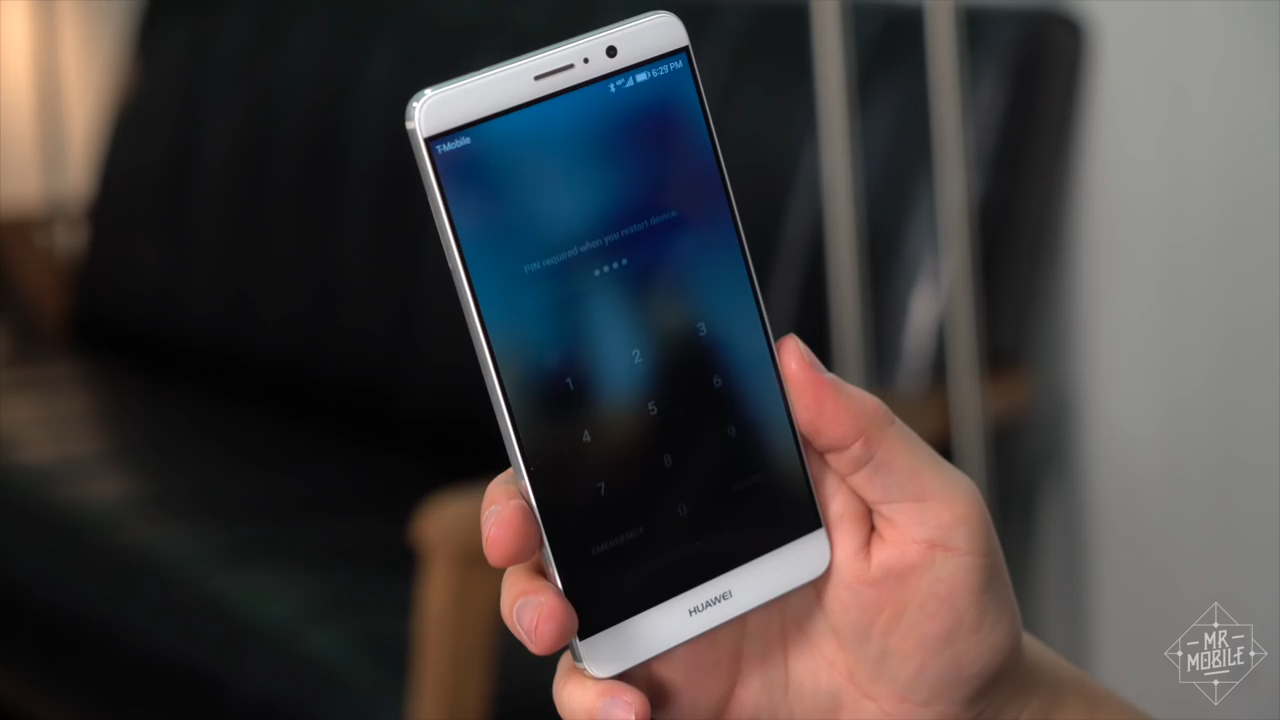 6:29 PM
T-Mobile
PIN required when you restart device
1 2 3
4 5 6
7 8 9
EMERGENCY 0
HUAWEI
MR
MOBILE